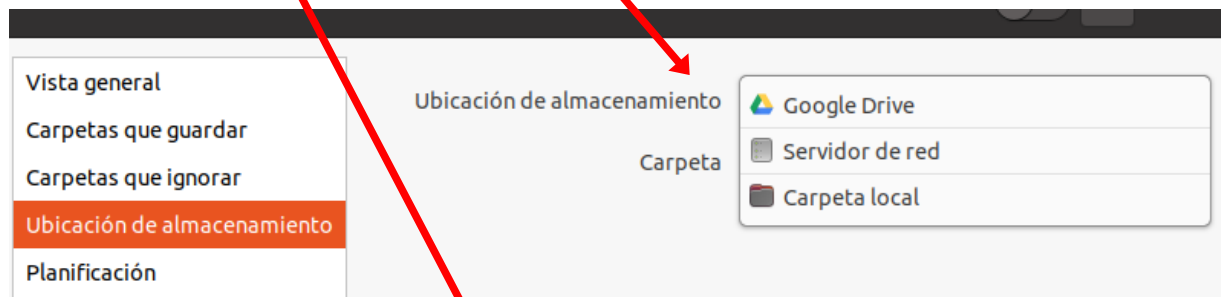 Vista general
Carpetas que guardar
Carpetas que ignorar
Ubicación de almacenamiento
Planificación
Ubicación de almacenamiento
Google Drive
Servidor de red
Carpeta
Carpeta local